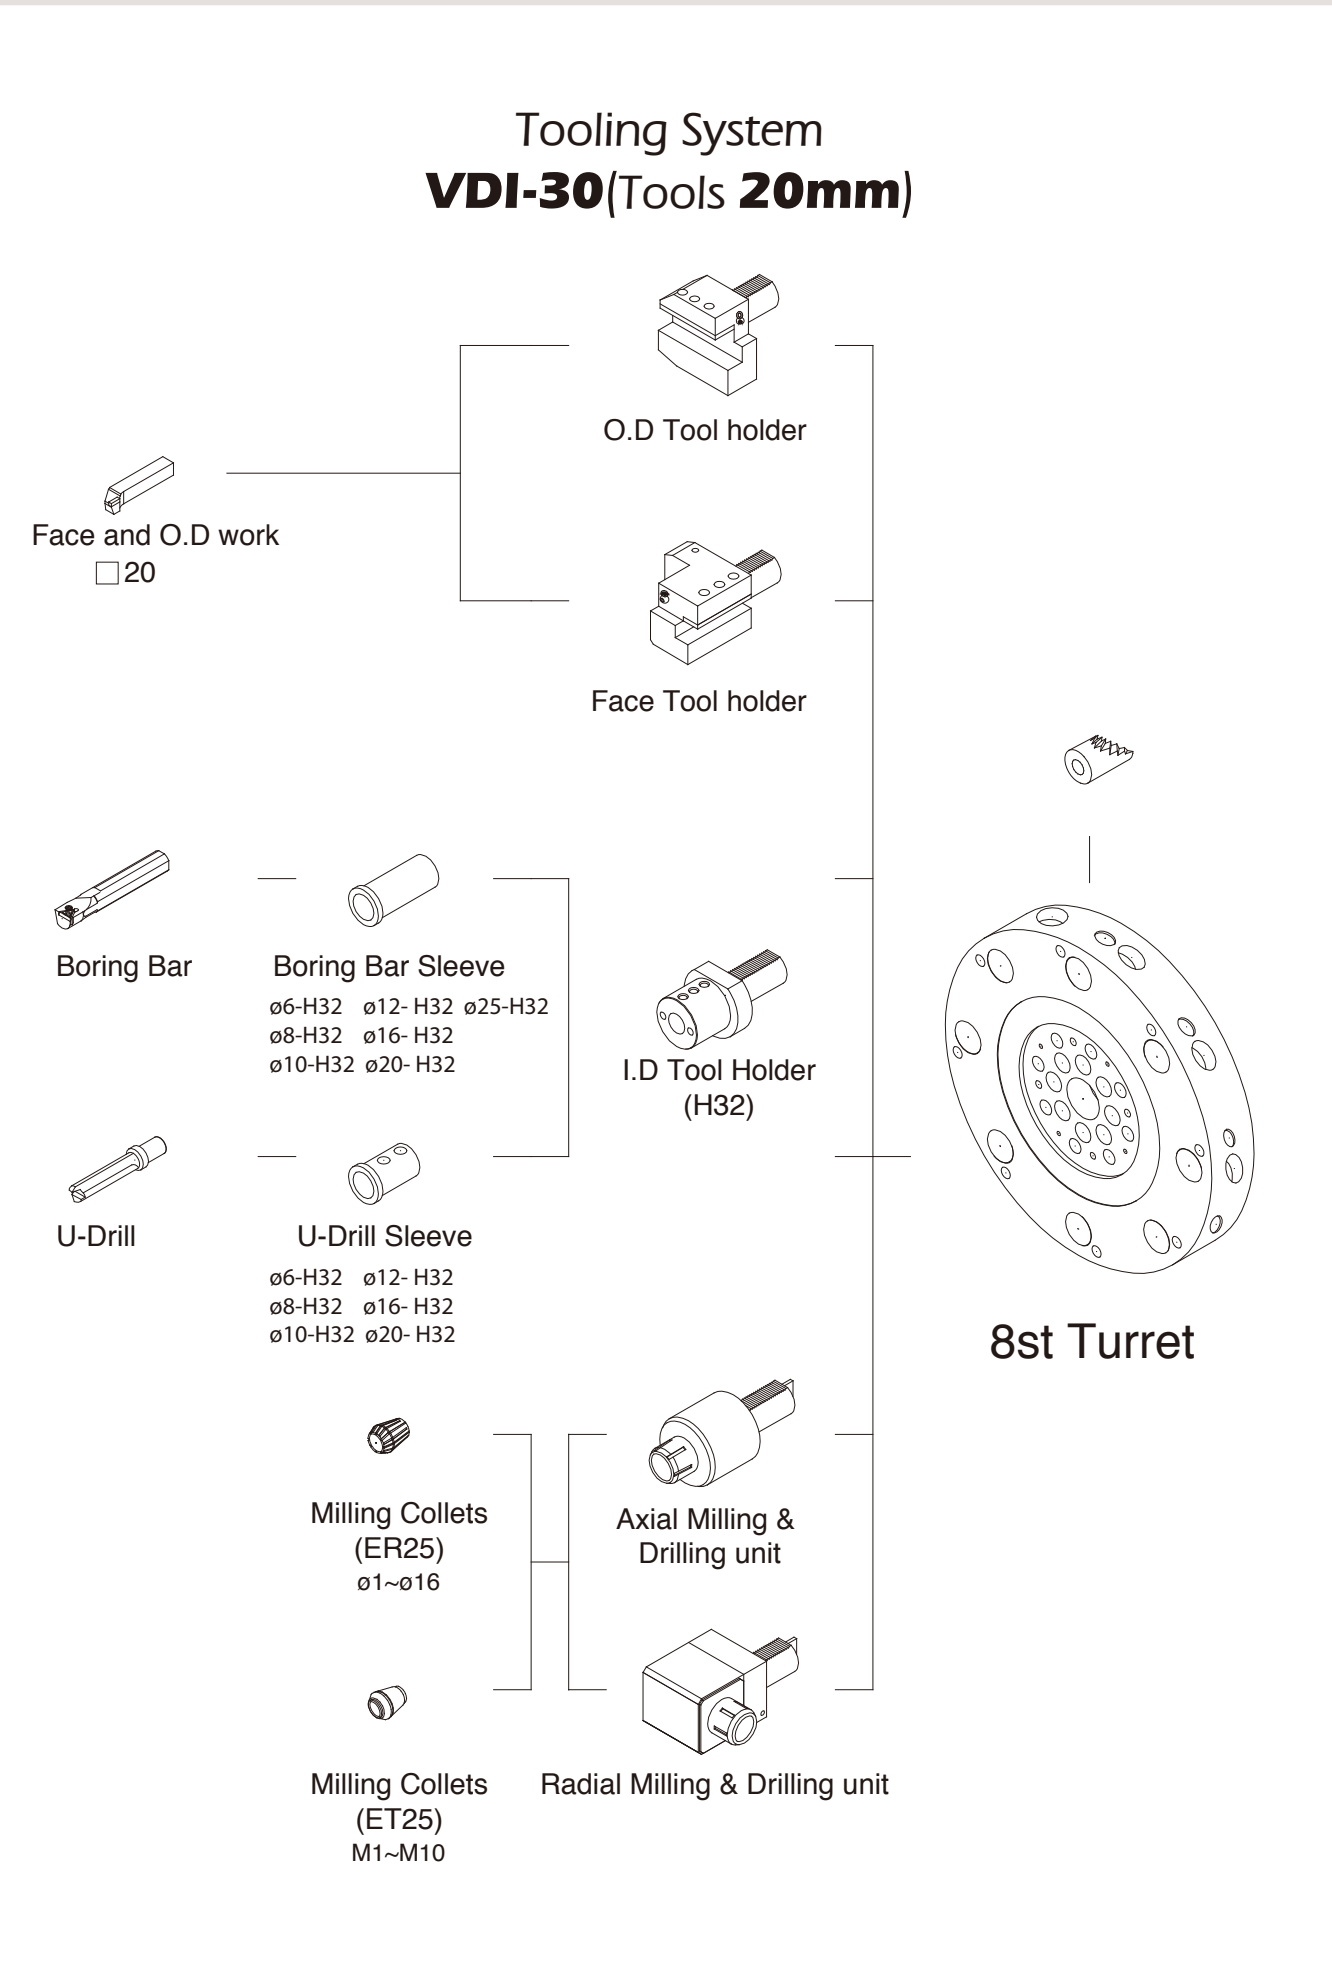 Tooling System
VDI-30(Tools 20mm)
O.D Tool holder
Face and O.D work
□20
Face Tool holder
Boring Bar
Boring Bar Sleeve
ø6-H32 ø12- H32 ø25-H32
ø8-H32 ø16- H32
ø10-H32 ø20- H32
I.D Tool Holder
(H32)
U-Drill
U-Drill Sleeve
ø6-H32 ø12- H32
ø8-H32 ø16- H32
ø10-H32 ø20- H32
8st Turret
Milling Collets
(ER25)
ø1~ø16
Axial Milling &
Drilling unit
Milling Collets
(ET25)
M1~M10
Radial Milling & Drilling unit